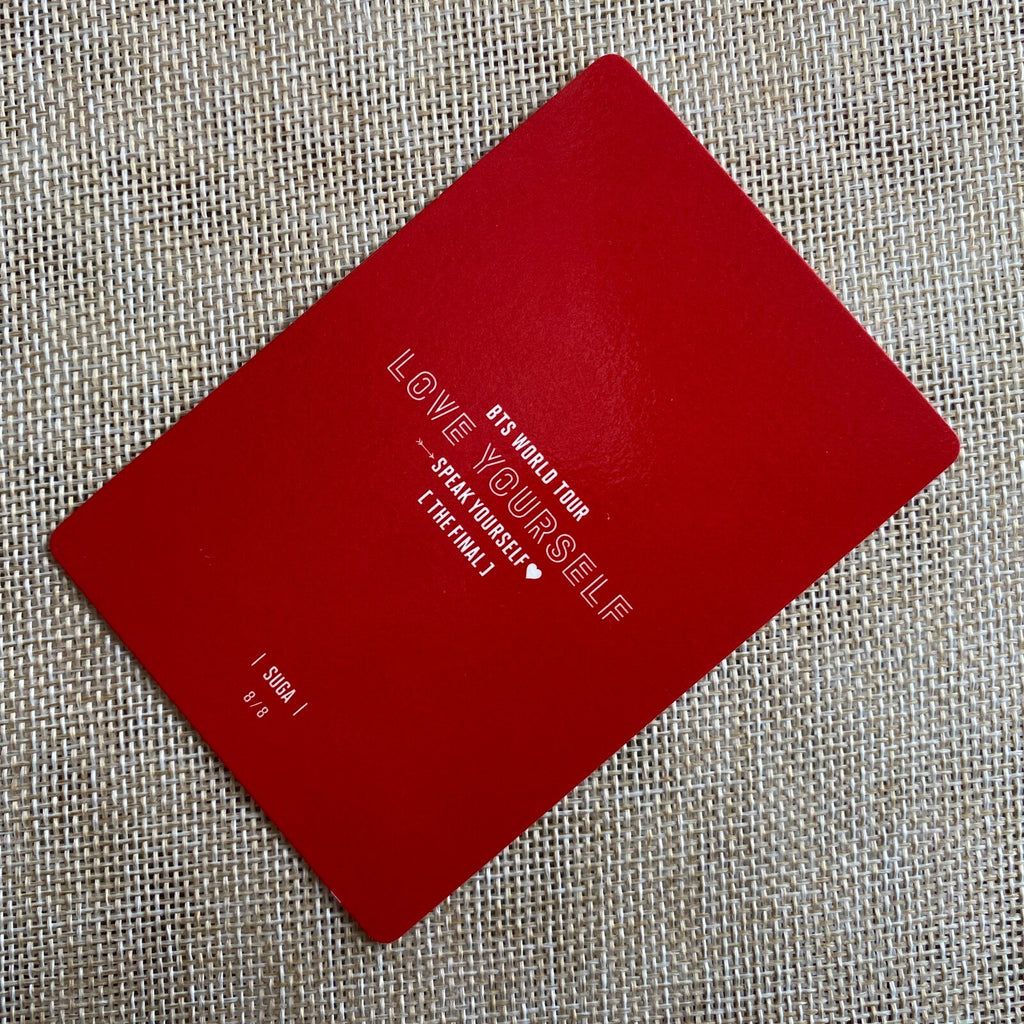 BTS WORLD TOUR
LOVE YOURSELF
SPEAK YOURSELF
[ THE FINAL ]
| SUGA |
8/8